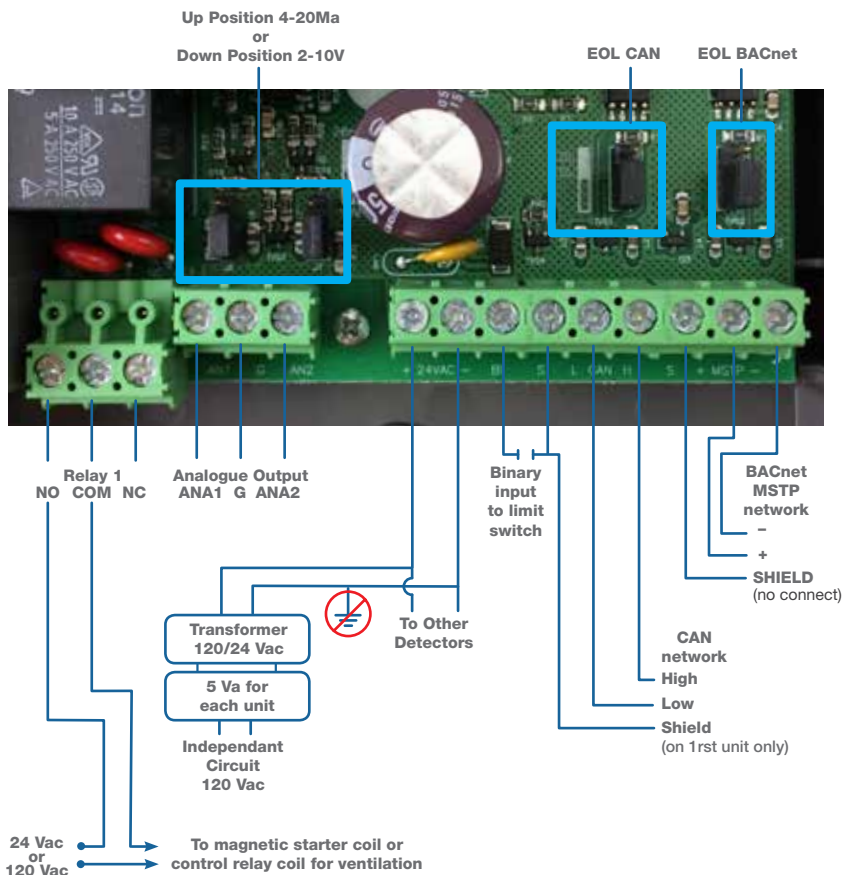 Up Position 4-20Ma
or
Down Position 2-10V
EOL CAN
EOL BACnet
10 A 250 V AC
5 A 250 V AC
AN1 G AN2
+ 24VAC - BI S L CAN H S + MSTP -
Relay 1
NO COM NC
Analogue Output
ANA1 G ANA2
Binary
input
to limit
switch
BACnet
MSTP
network
–
+
SHIELD
(no connect)
Transformer
120/24 Vac
To Other
Detectors
5 Va for
each unit
Independant
Circuit
120 Vac
CAN
network
High
Low
Shield
(on 1rst unit only)
24 Vac
or
120 Vac
To magnetic starter coil or
control relay coil for ventilation